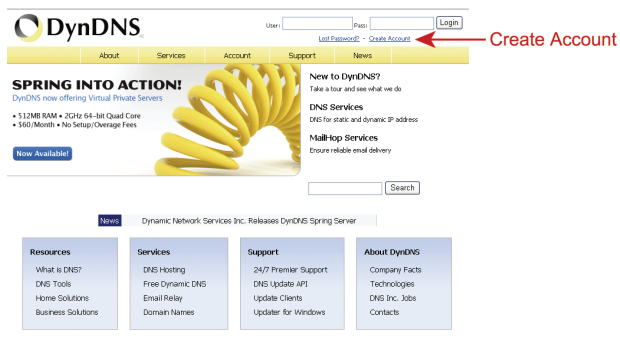 DynDNS
User:
Pass:
Login
Lost Password? - Create Account
Create Account
About Services Account Support News
SPRING INTO ACTION!
DynDNS now offering Virtual Private Servers
• 512MB RAM • 2GHz 64-bit Quad Core
• $60/Month • No Setup/Overage Fees
Now Available!
New to DynDNS?
Take a tour and see what we do
DNS Services
DNS for static and dynamic IP address
MailHop Services
Ensure reliable email delivery
Search
News Dynamic Network Services Inc. Releases DynDNS Spring Server
Resources
What is DNS?
DNS Tools
Home Solutions
Business Solutions
Services
DNS Hosting
Free Dynamic DNS
Email Relay
Domain Names
Support
24/7 Premier Support
DNS Update API
Update Clients
Updater for Windows
About DynDNS
Company Facts
Technologies
DNS Inc. Jobs
Contacts